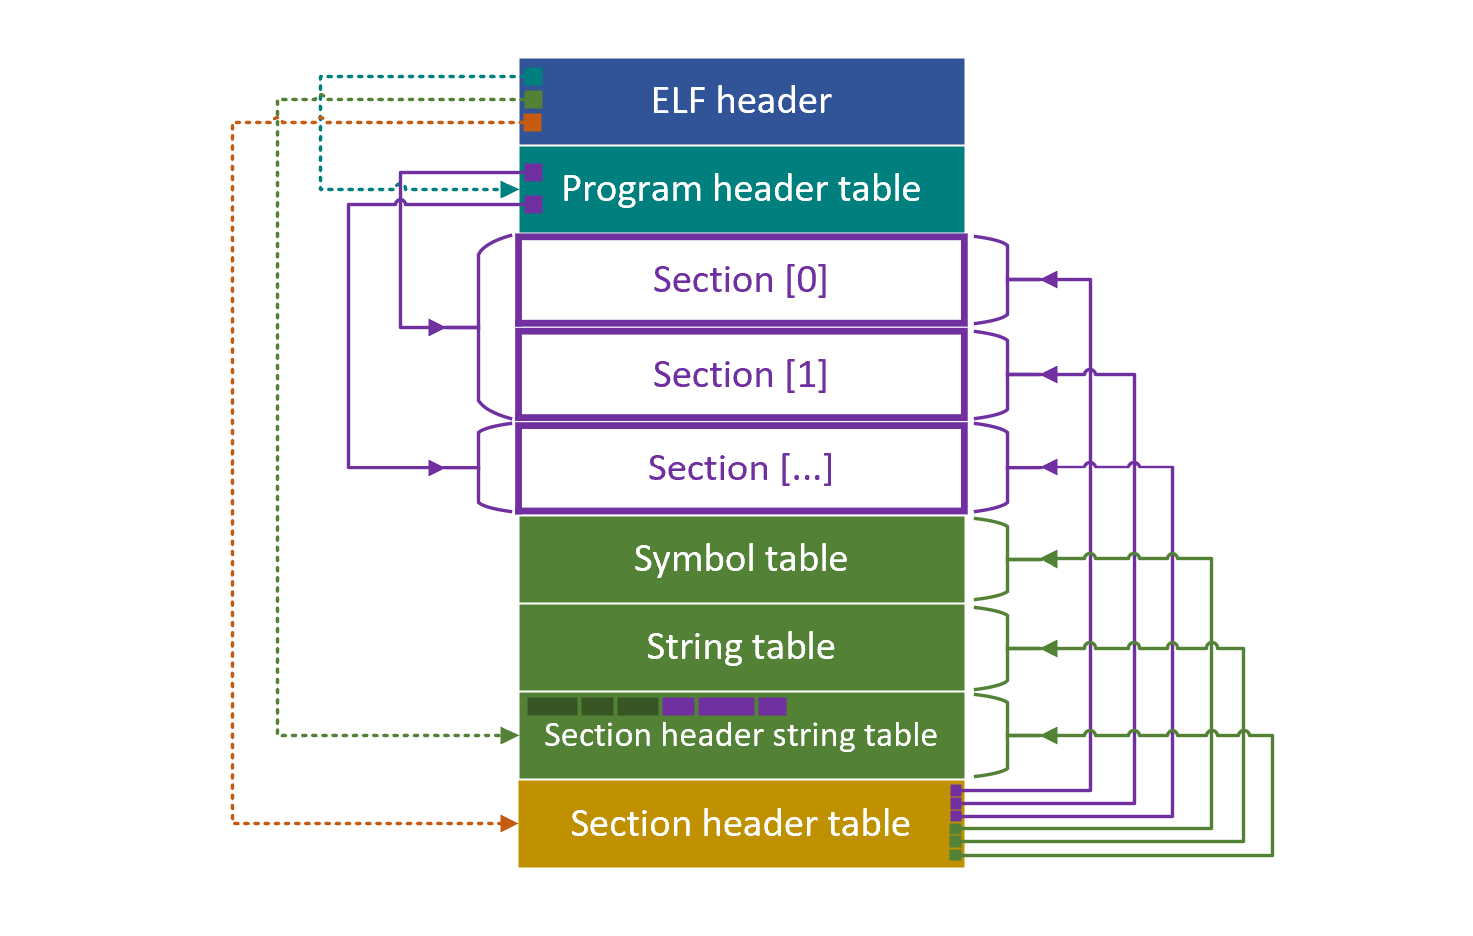 ELF header
Program header table
Section [0]
Section [1]
Section [...]
Symbol table
String table
Section header string table
Section header table